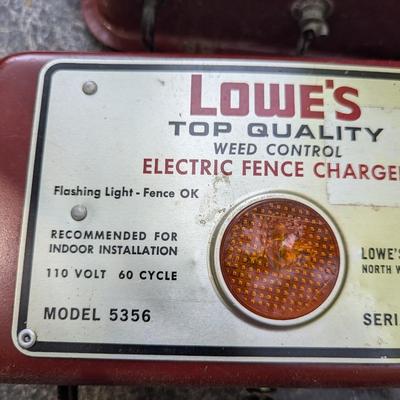 LOWE'S
TOP QUALITY
WEED CONTROL
ELECTRIC FENCE CHARGE
Flashing Light - Fence OK
RECOMMENDED FOR
INDOOR INSTALLATION
110 VOLT 60 CYCLE
MODEL 5356
LOWE'S
NORTH W
SERI